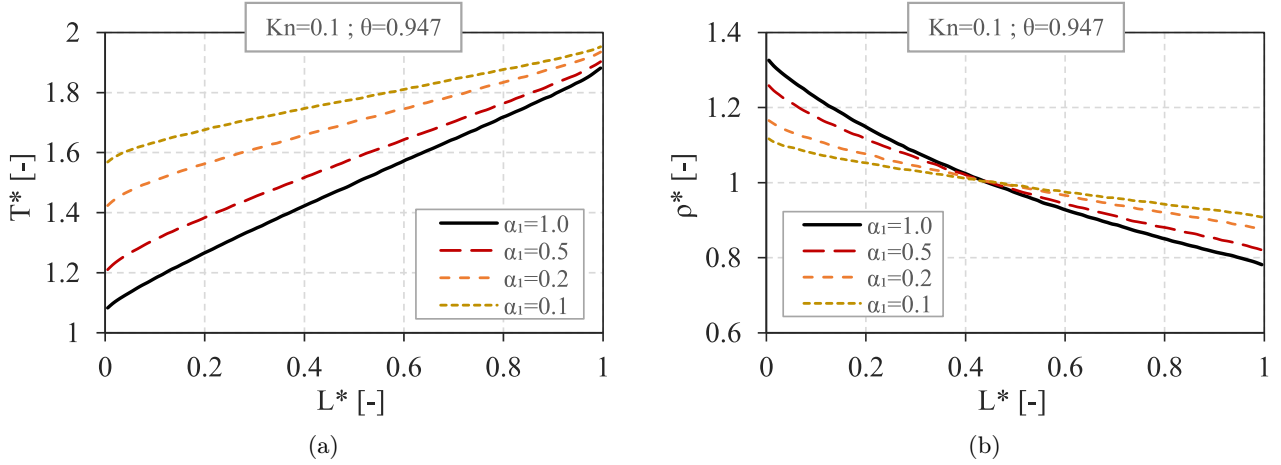 Kn=0.1 ; θ=0.947
2
1.8
1.6
1.4
1.2
1
T* [-]
α₁=1.0
α₁=0.5
α₁=0.2
α₁=0.1
0 0.2 0.4 0.6 0.8 1
L* [-]
(a)
Kn=0.1 ; θ=0.947
1.4
1.2
1
0.8
0.6
ρ* [-]
α₁=1.0
α₁=0.5
α₁=0.2
α₁=0.1
0 0.2 0.4 0.6 0.8 1
L* [-]
(b)